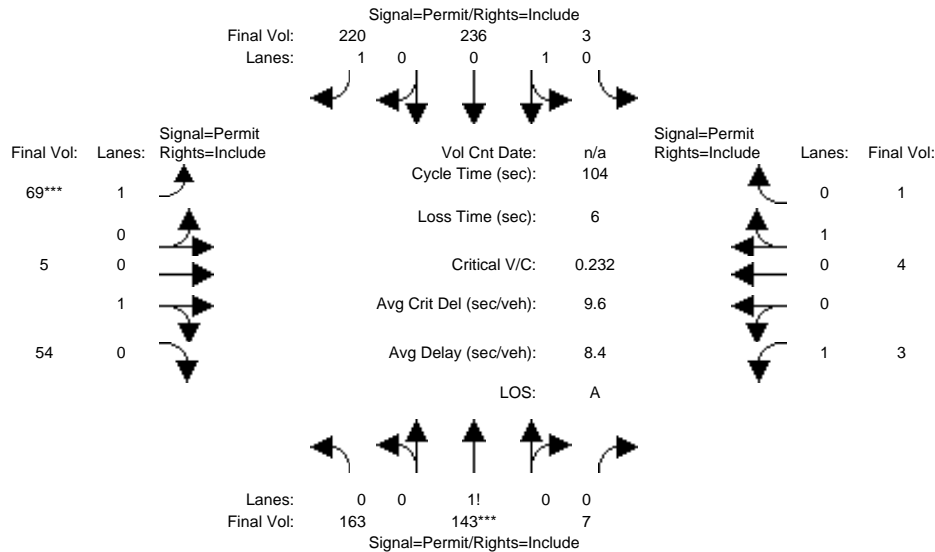 Signal=Permit/Rights=Include
Final Vol: 220 236 3
Lanes: 1 0 0 1 0
Signal=Permit
Final Vol: Lanes: Rights=Include
Vol Cnt Date: n/a
Signal=Permit
Rights=Include Lanes: Final Vol:
Cycle Time (sec): 104
69*** 1
0 1
Loss Time (sec): 6
0
1
5 0
Critical V/C: 0.232
0 4
1
Avg Crit Del (sec/veh): 9.6
0
54 0
Avg Delay (sec/veh): 8.4
1 3
LOS: A
Lanes: 0 0 1! 0 0
Final Vol: 163 143*** 7
Signal=Permit/Rights=Include